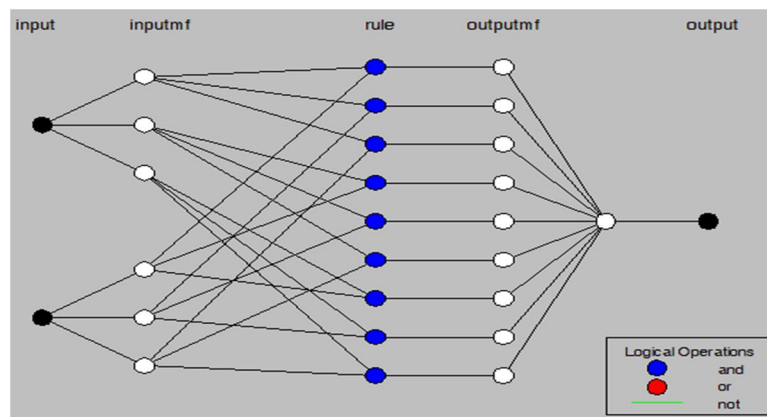 input inputmf rule outputmf output
Logical Operations
and
or
not